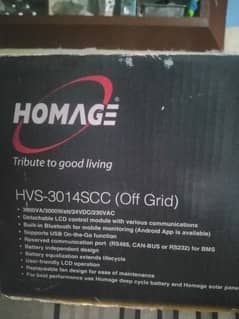 HOMAGE
Tribute to good living
HVS-3014SCC (Off Grid)
• 3000VA/3000Watt/24VDC/230VAC
• Detachable LCD control module with various communications
• Built-in Bluetooth for mobile monitoring (Android App is available)
• Supports USB On-the-Go function
• Reserved communication port (RS485, CAN-BUS or RS232) for BMS
• Battery independent design
• Battery equalization extends lifecycle
• User-friendly LCD operation
• Replaceable fan design for ease of maintenance
• For best performance use Homage deep cycle battery and Homage solar pane